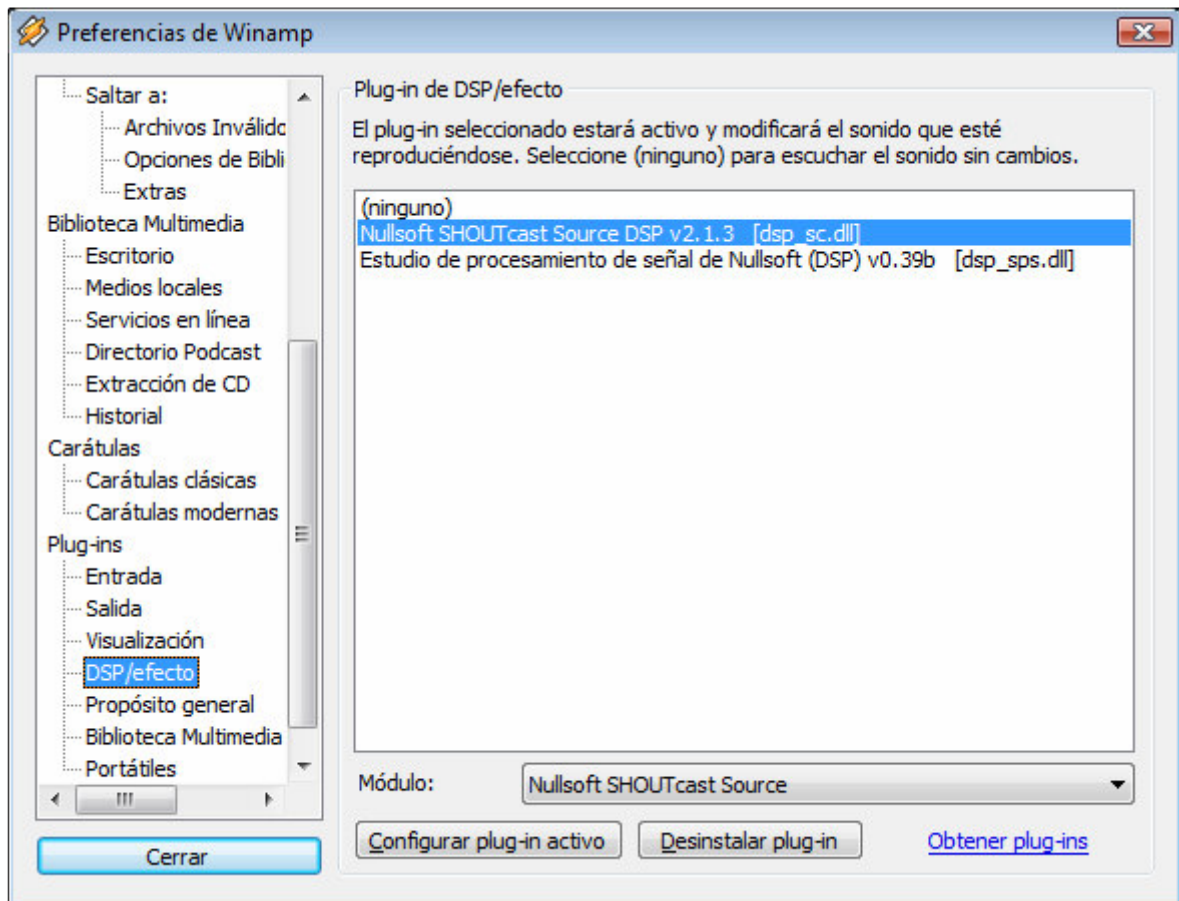 Preferencias de Winamp
Saltar a:
Archivos Inválido
Opciones de Bibli
Extras
Biblioteca Multimedia
Escritorio
Medios locales
Servicios en línea
Directorio Podcast
Extracción de CD
Historial
Carátulas
Carátulas clásicas
Carátulas modernas
Plug-ins
Entrada
Salida
Visualización
DSP/efecto
Propósito general
Biblioteca Multimedia
Portátiles
Cerrar
Plug-in de DSP/efecto
El plug-in seleccionado estará activo y modificará el sonido que esté
reproduciéndose. Seleccione (ninguno) para escuchar el sonido sin cambios.
(ninguno)
Nullsoft SHOUTcast Source DSP v2.1.3 [dsp_sc.dll]
Estudio de procesamiento de señal de Nullsoft (DSP) v0.39b [dsp_sps.dll]
Módulo: Nullsoft SHOUTcast Source
Configurar plug-in activo Desinstalar plug-in Obtener plug-ins